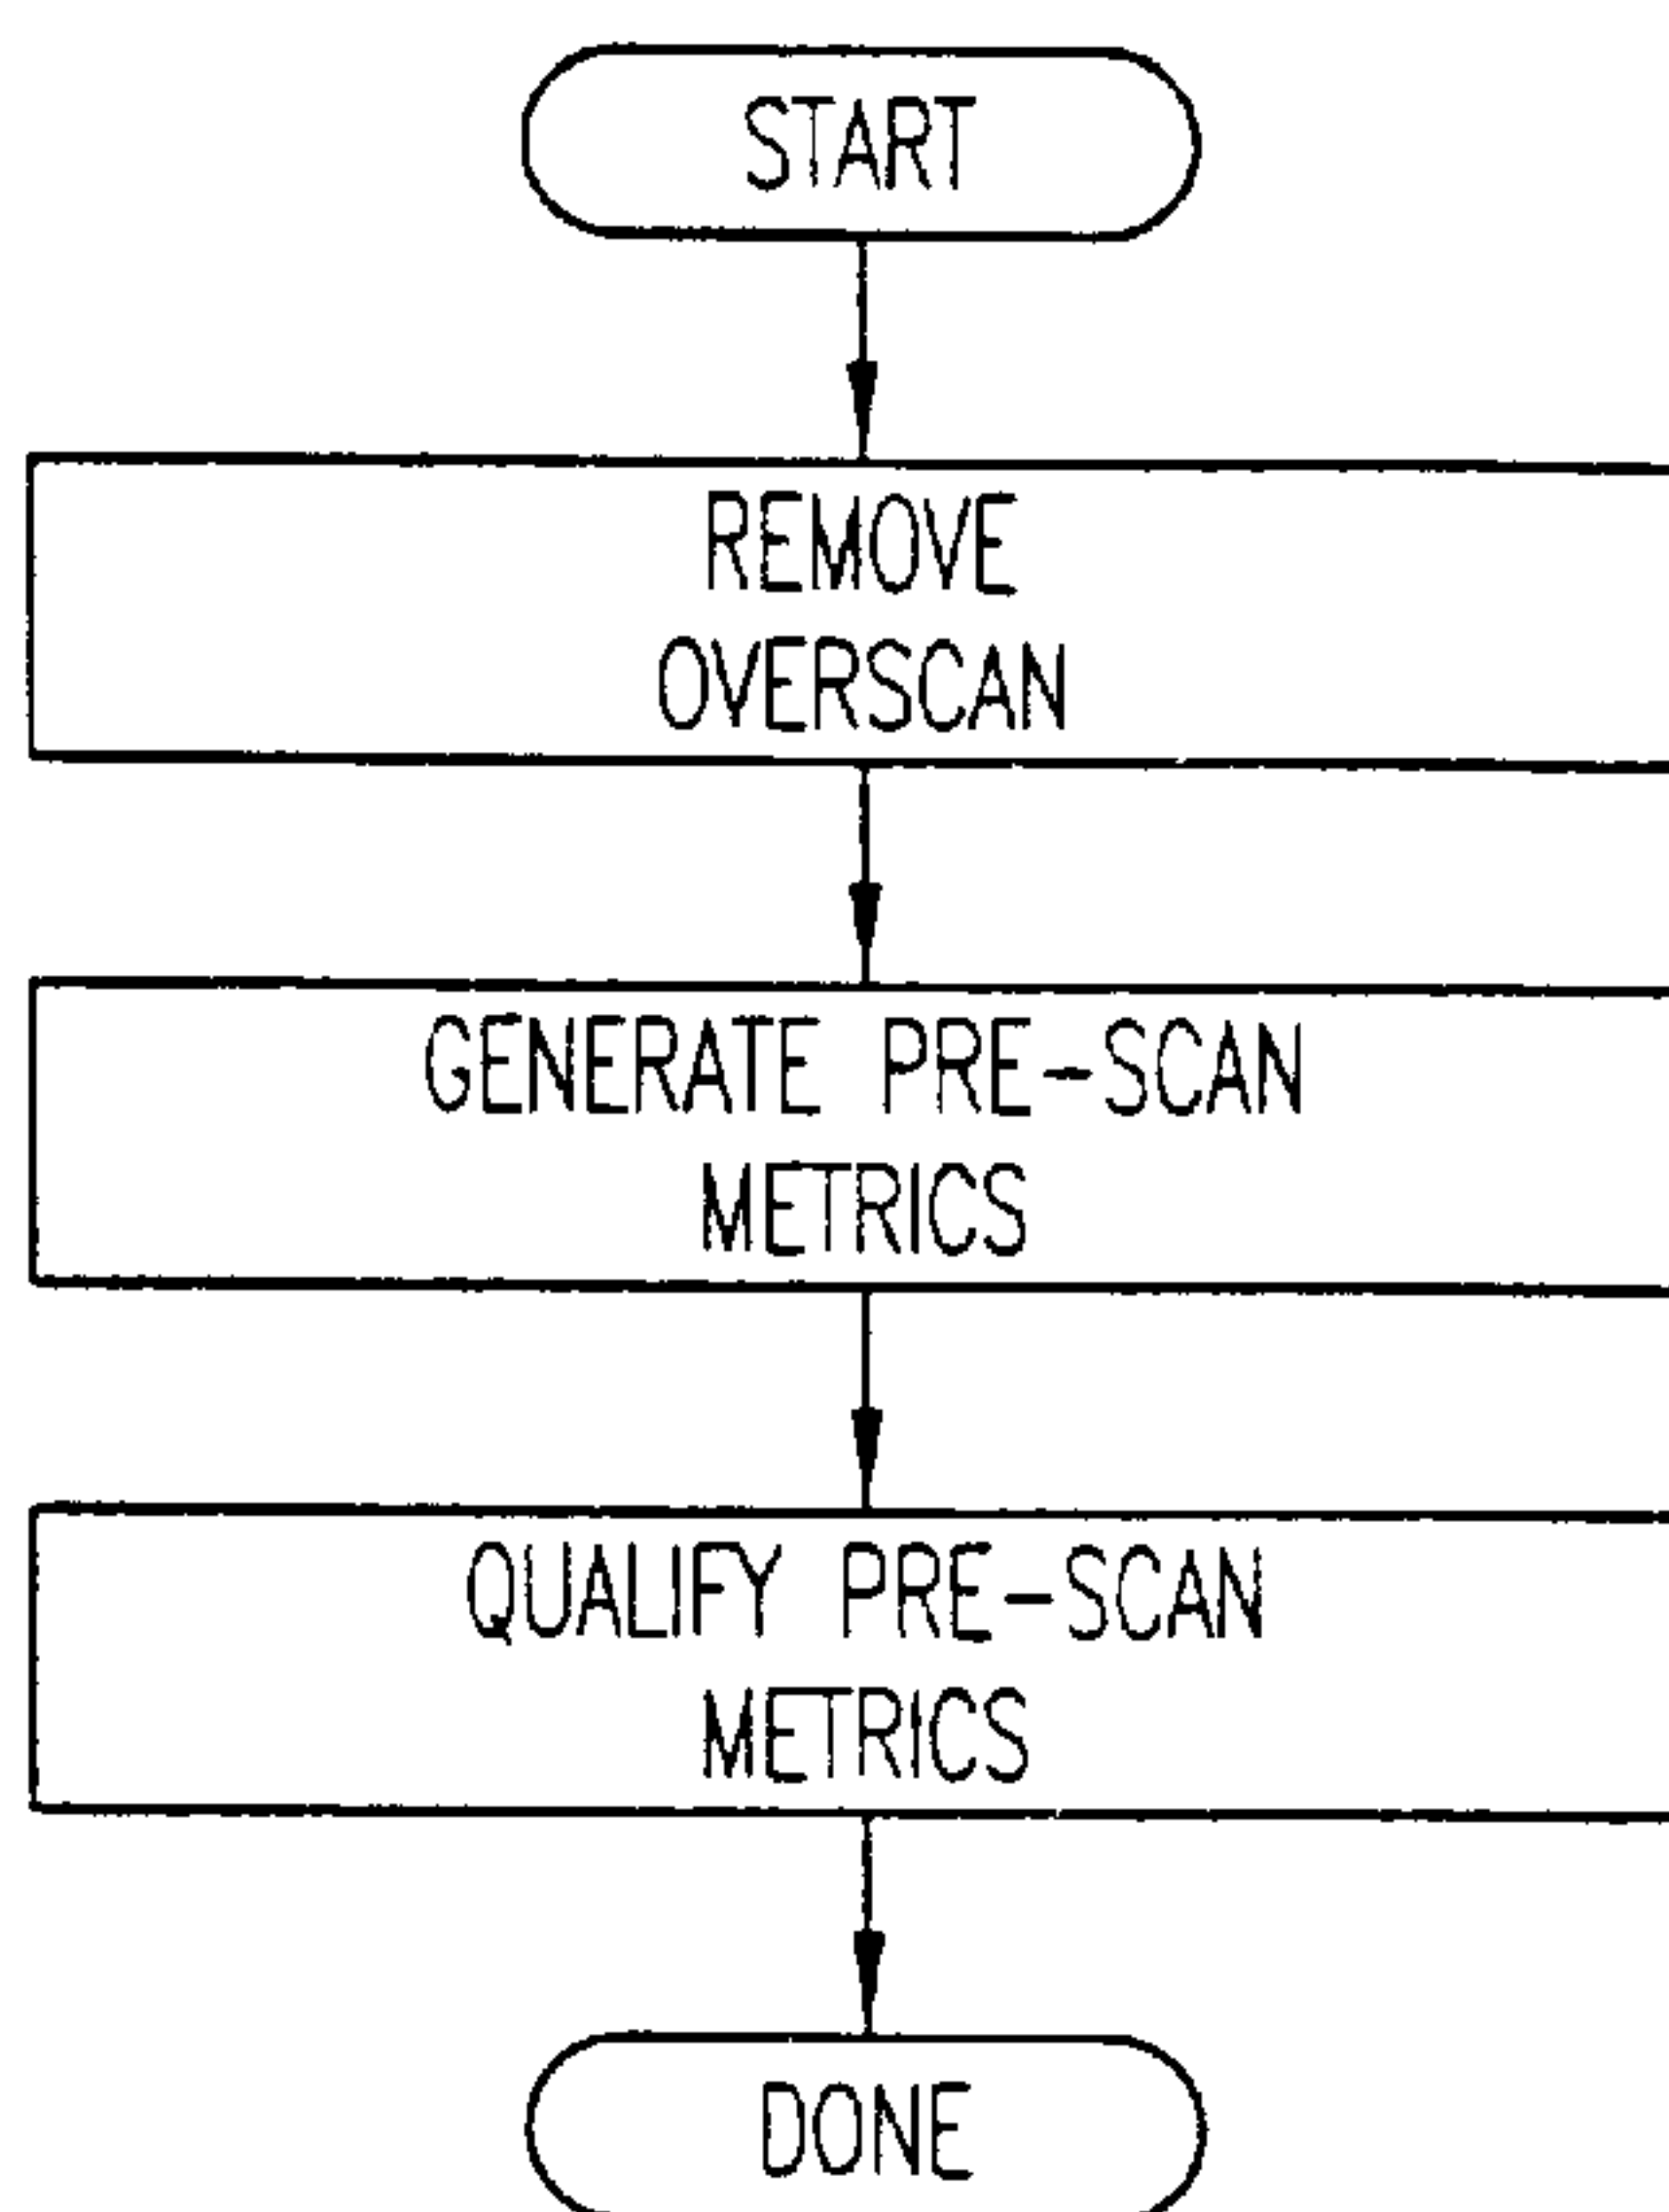 START
REMOVE
OVERSCAN
GENERATE PRE-SCAN
METRICS
QUALIFY PRE-SCAN
METRICS
DONE